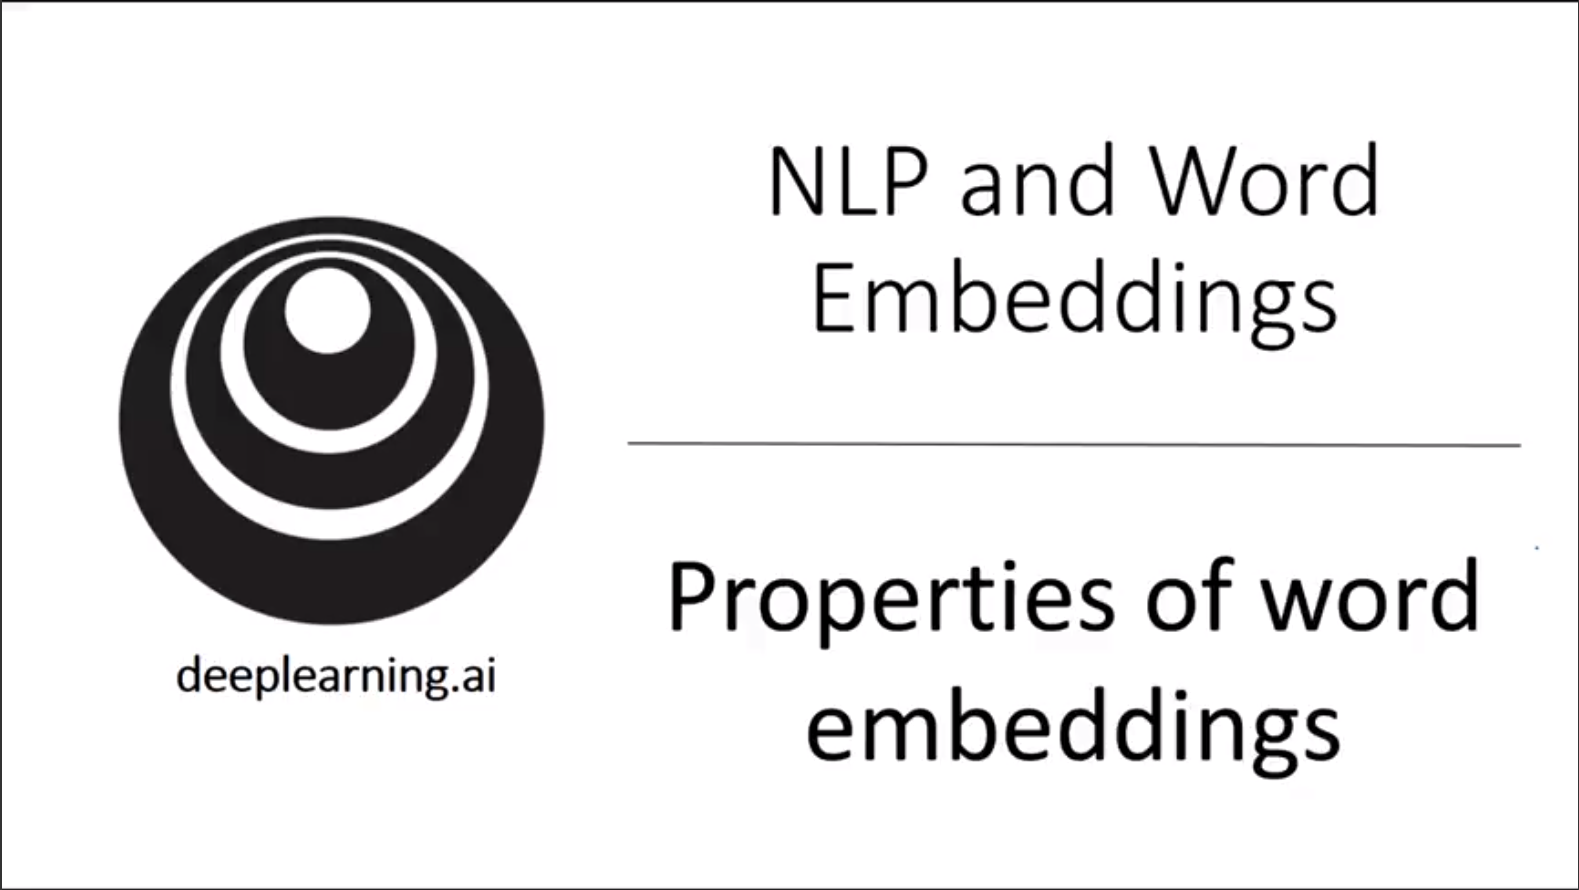 NLP and Word
Embeddings
Properties of word
embeddings
deeplearning.ai